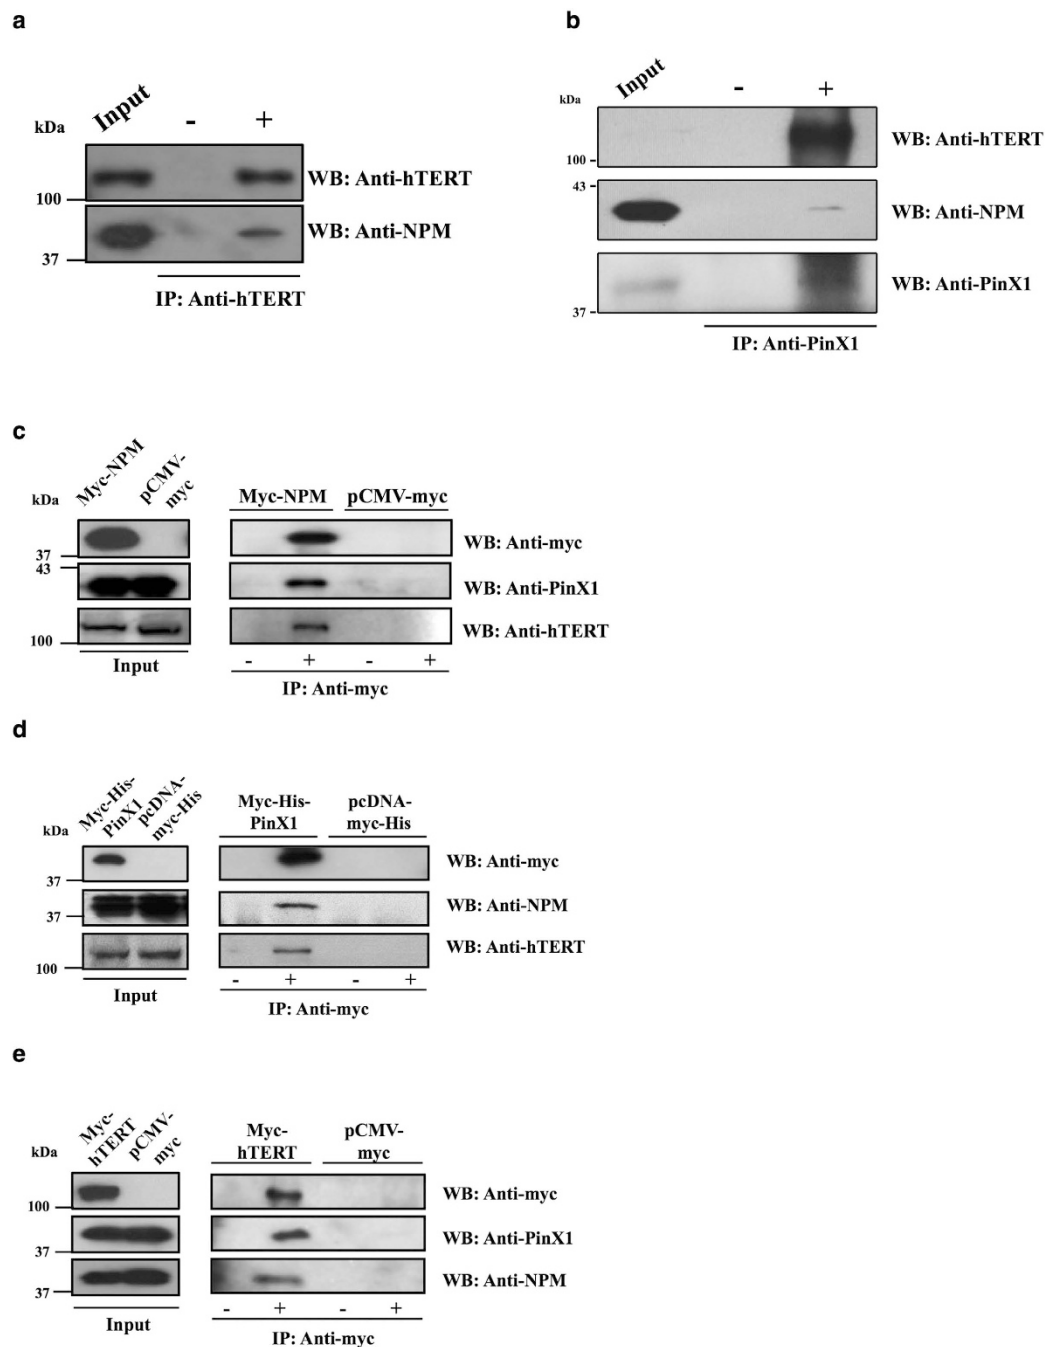 a
kDa
Input
-
+
100
37
WB: Anti-hTERT
WB: Anti-NPM
IP: Anti-hTERT
b
kDa
Input
-
+
100
43
37
WB: Anti-hTERT
WB: Anti-NPM
WB: Anti-PinX1
IP: Anti-PinX1
c
kDa
Myc-NPM
pCMV-
myc
37
43
100
Input
Myc-NPM
pCMV-myc
WB: Anti-myc
WB: Anti-PinX1
WB: Anti-hTERT
- + - +
IP: Anti-myc
d
kDa
Myc-His-
PinX1
pcDNA-
myc-His
37
37
100
Input
Myc-His-
PinX1
pcDNA-
myc-His
WB: Anti-myc
WB: Anti-NPM
WB: Anti-hTERT
- + - +
IP: Anti-myc
e
kDa
Myc-
hTERT
pCMV-
myc
100
37
37
Input
Myc-
hTERT
pCMV-
myc
WB: Anti-myc
WB: Anti-PinX1
WB: Anti-NPM
- + - +
IP: Anti-myc